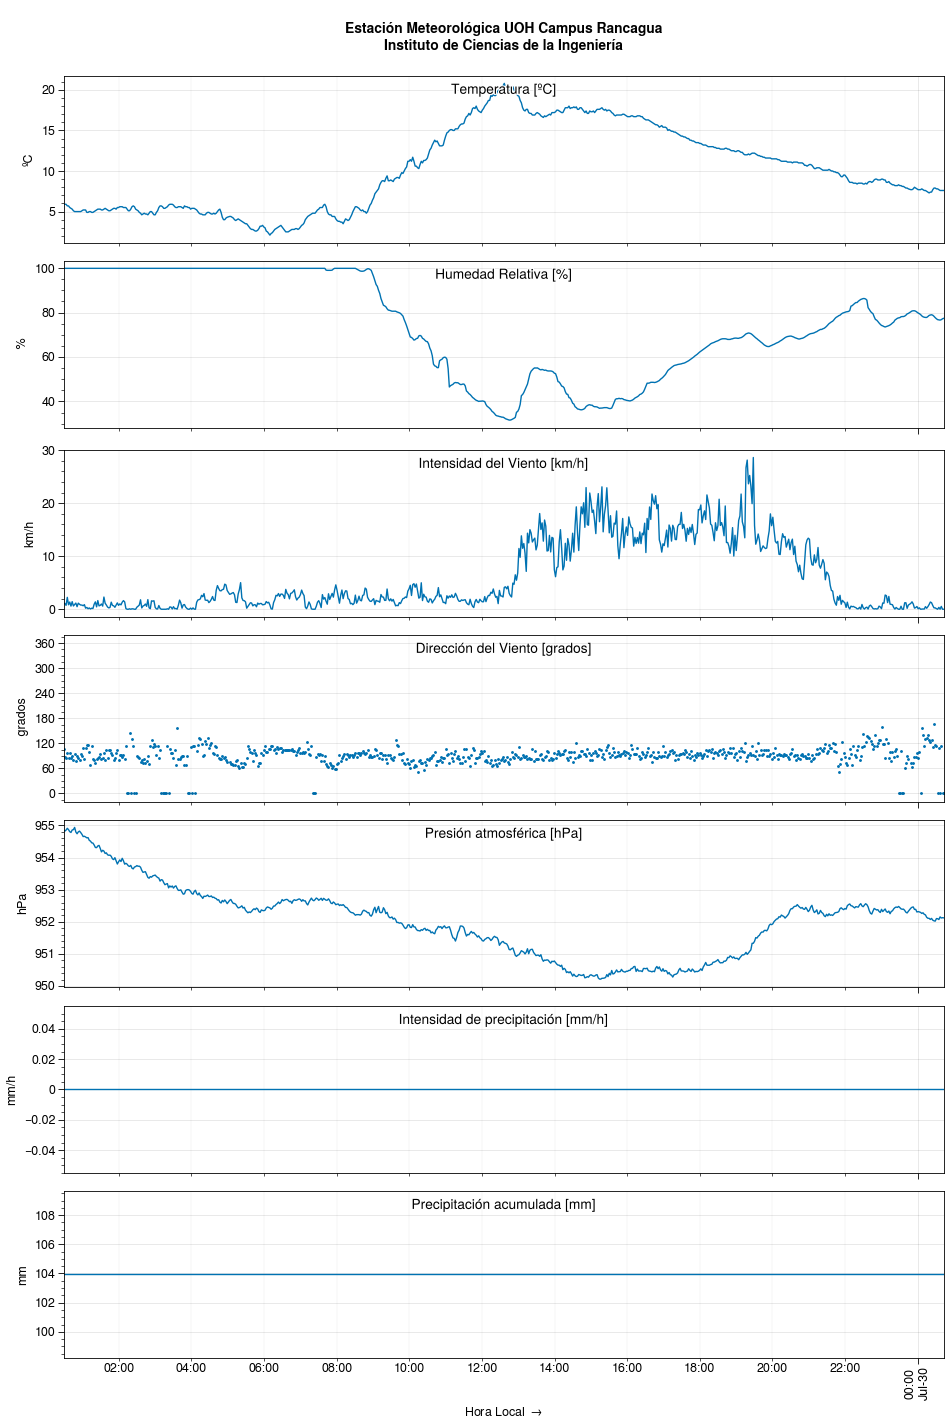 Estación Meteorológica UOH Campus Rancagua
Instituto de Ciencias de la Ingeniería
Temperatura [ºC]
ºC
20
15
10
5
Humedad Relativa [%]
%
100
80
60
40
Intensidad del Viento [km/h]
km/h
30
20
10
0
Dirección del Viento [grados]
grados
360
300
240
180
120
60
0
Presión atmosférica [hPa]
hPa
955
954
953
952
951
950
Intensidad de precipitación [mm/h]
mm/h
0.04
0.02
0
−0.02
−0.04
Precipitación acumulada [mm]
mm
108
106
104
102
100
02:00 04:00 06:00 08:00 10:00 12:00 14:00 16:00 18:00 20:00 22:00 00:00
Jul-30
Hora Local →